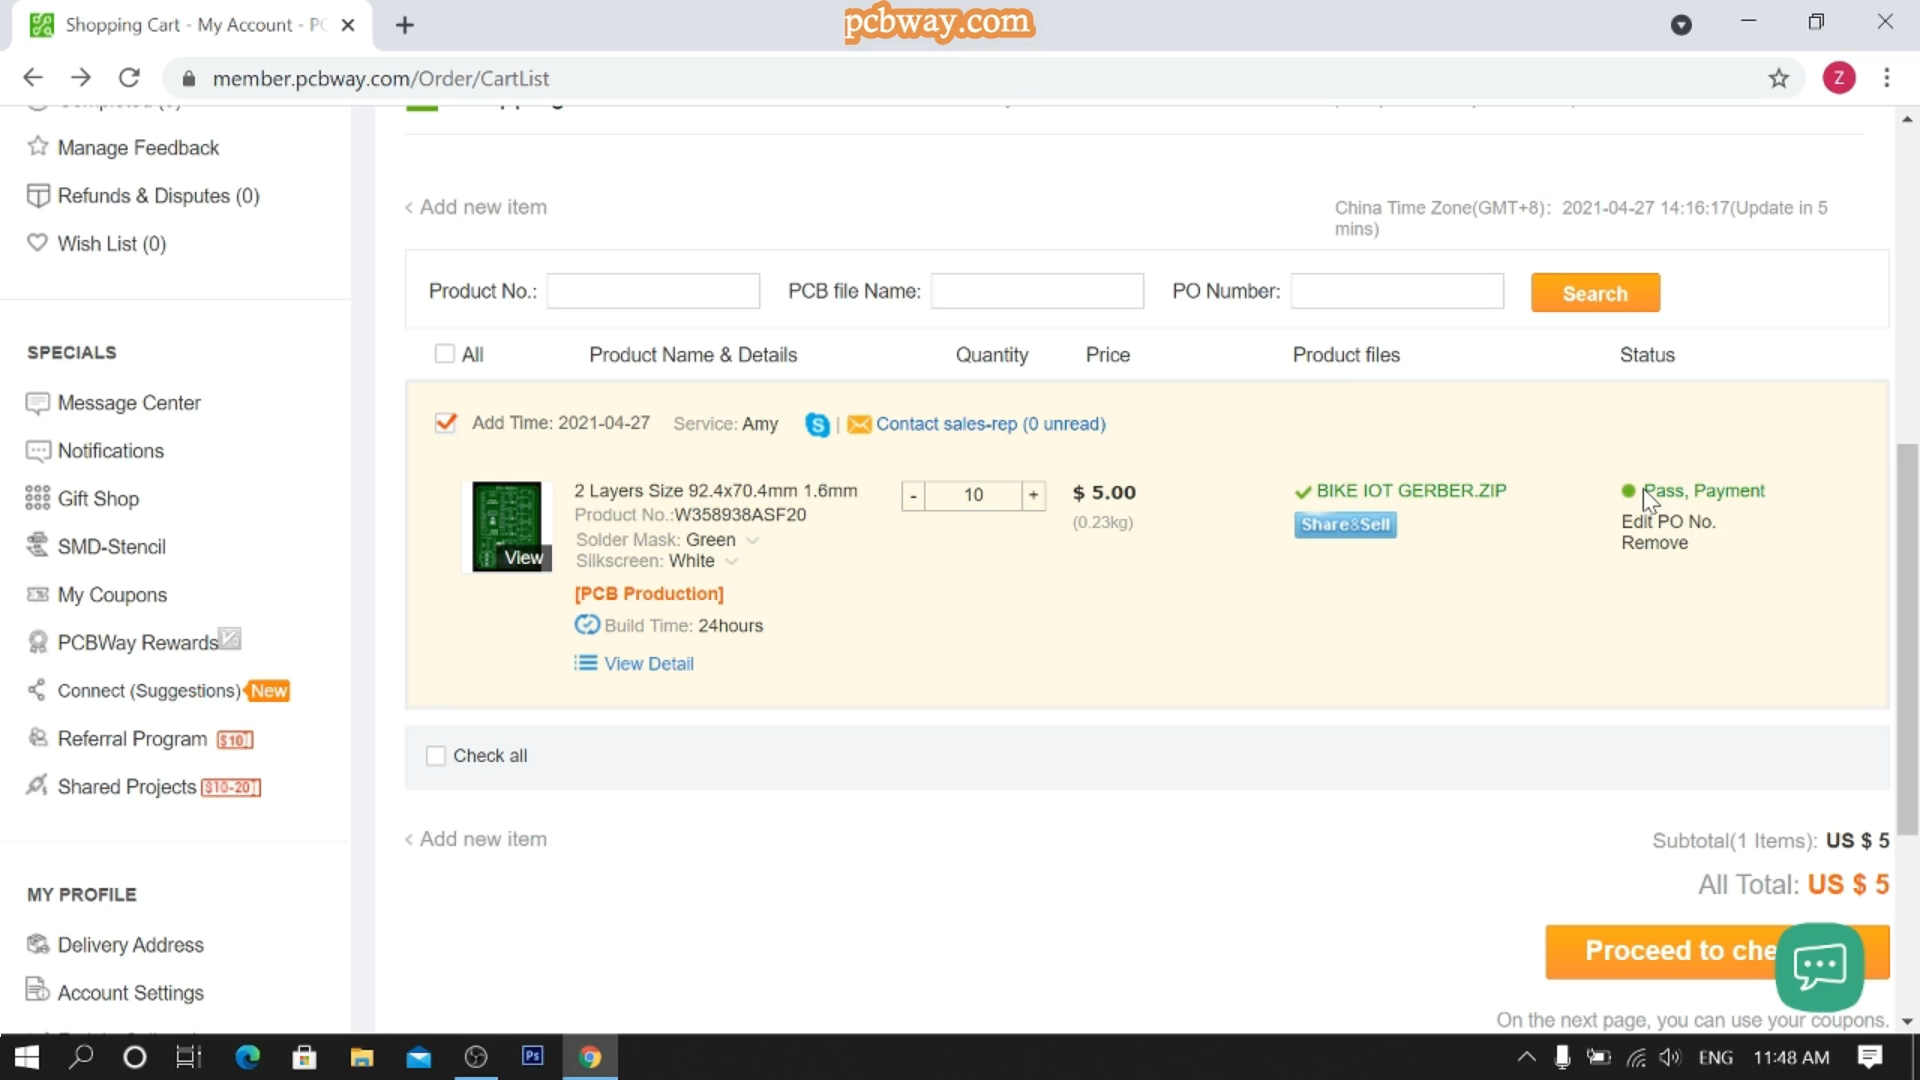 Shopping Cart - My Account - PC
pcbway.com
member.pcbway.com/Order/CartList
Z
Manage Feedback
Refunds & Disputes (0)
Wish List (0)
SPECIALS
Message Center
Notifications
Gift Shop
SMD-Stencil
My Coupons
PCBWay Rewards
Connect (Suggestions) New
Referral Program $10
Shared Projects $10-20
MY PROFILE
Delivery Address
Account Settings
< Add new item
China Time Zone(GMT+8): 2021-04-27 14:16:17(Update in 5
mins)
Product No.: PCB file Name: PO Number: Search
All Product Name & Details Quantity Price Product files Status
Add Time: 2021-04-27 Service: Amy | Contact sales-rep (0 unread)
View
2 Layers Size 92.4x70.4mm 1.6mm
Product No.:W358938ASF20
Solder Mask: Green
Silkscreen: White
[PCB Production]
Build Time: 24hours
View Detail
- 10 +
$ 5.00
(0.23kg)
BIKE IOT GERBER.ZIP
Share&Sell
Pass, Payment
Edit PO No.
Remove
Check all
< Add new item
Subtotal(1 Items): US $ 5
All Total: US $ 5
Proceed to che
On the next page, you can use your coupons.
Ps
ENG 11:48 AM